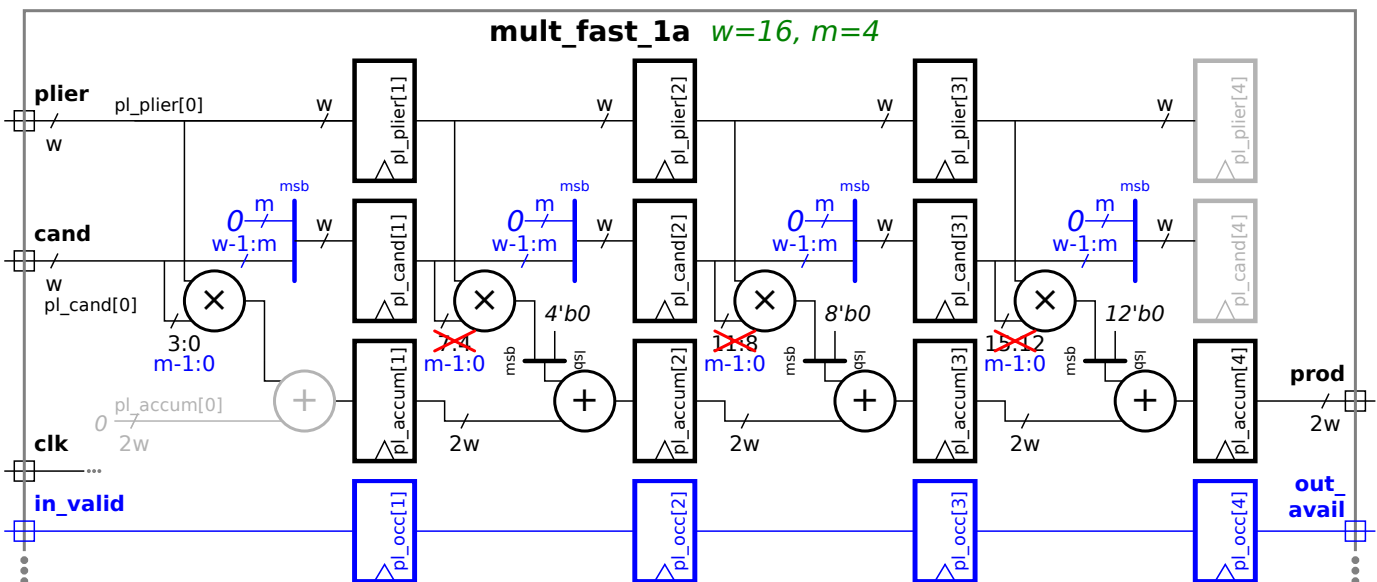 mult_fast_1a w=16, m=4
plier
w
pl_plier[0]
w
pl_plier[1]
w
pl_plier[2]
w
pl_plier[3]
w
pl_plier[4]
cand
w
pl_cand[0]
msb
0
m
w-1:m
w
pl_cand[1]
msb
0
m
w-1:m
w
pl_cand[2]
msb
0
m
w-1:m
w
pl_cand[3]
msb
0
m
w-1:m
w
pl_cand[4]
×
3:0
m-1:0
×
7:4
m-1:0
4'b0
msb
lsb
×
11:8
m-1:0
8'b0
msb
lsb
×
15:12
m-1:0
12'b0
msb
lsb
pl_accum[0]
0
2w
+
pl_accum[1]
2w
+
pl_accum[2]
2w
+
pl_accum[3]
2w
+
pl_accum[4]
prod
2w
clk
in_valid
pl_occ[1]
pl_occ[2]
pl_occ[3]
pl_occ[4]
out_
avail